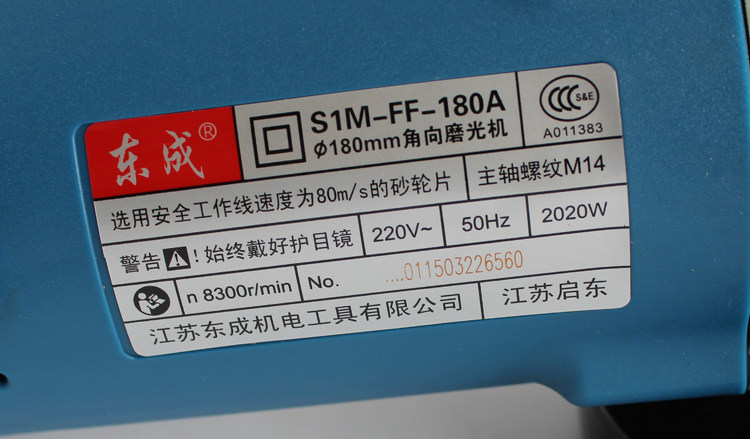 东成®
S1M-FF-180A
φ180mm角向磨光机
S&E
A011383
选用安全工作线速度为80m/s的砂轮片
主轴螺纹M14
警告！始终戴好护目镜
220V~
50Hz
2020W
n 8300r/min
No. ....011503226560
江苏东成机电工具有限公司
江苏启东